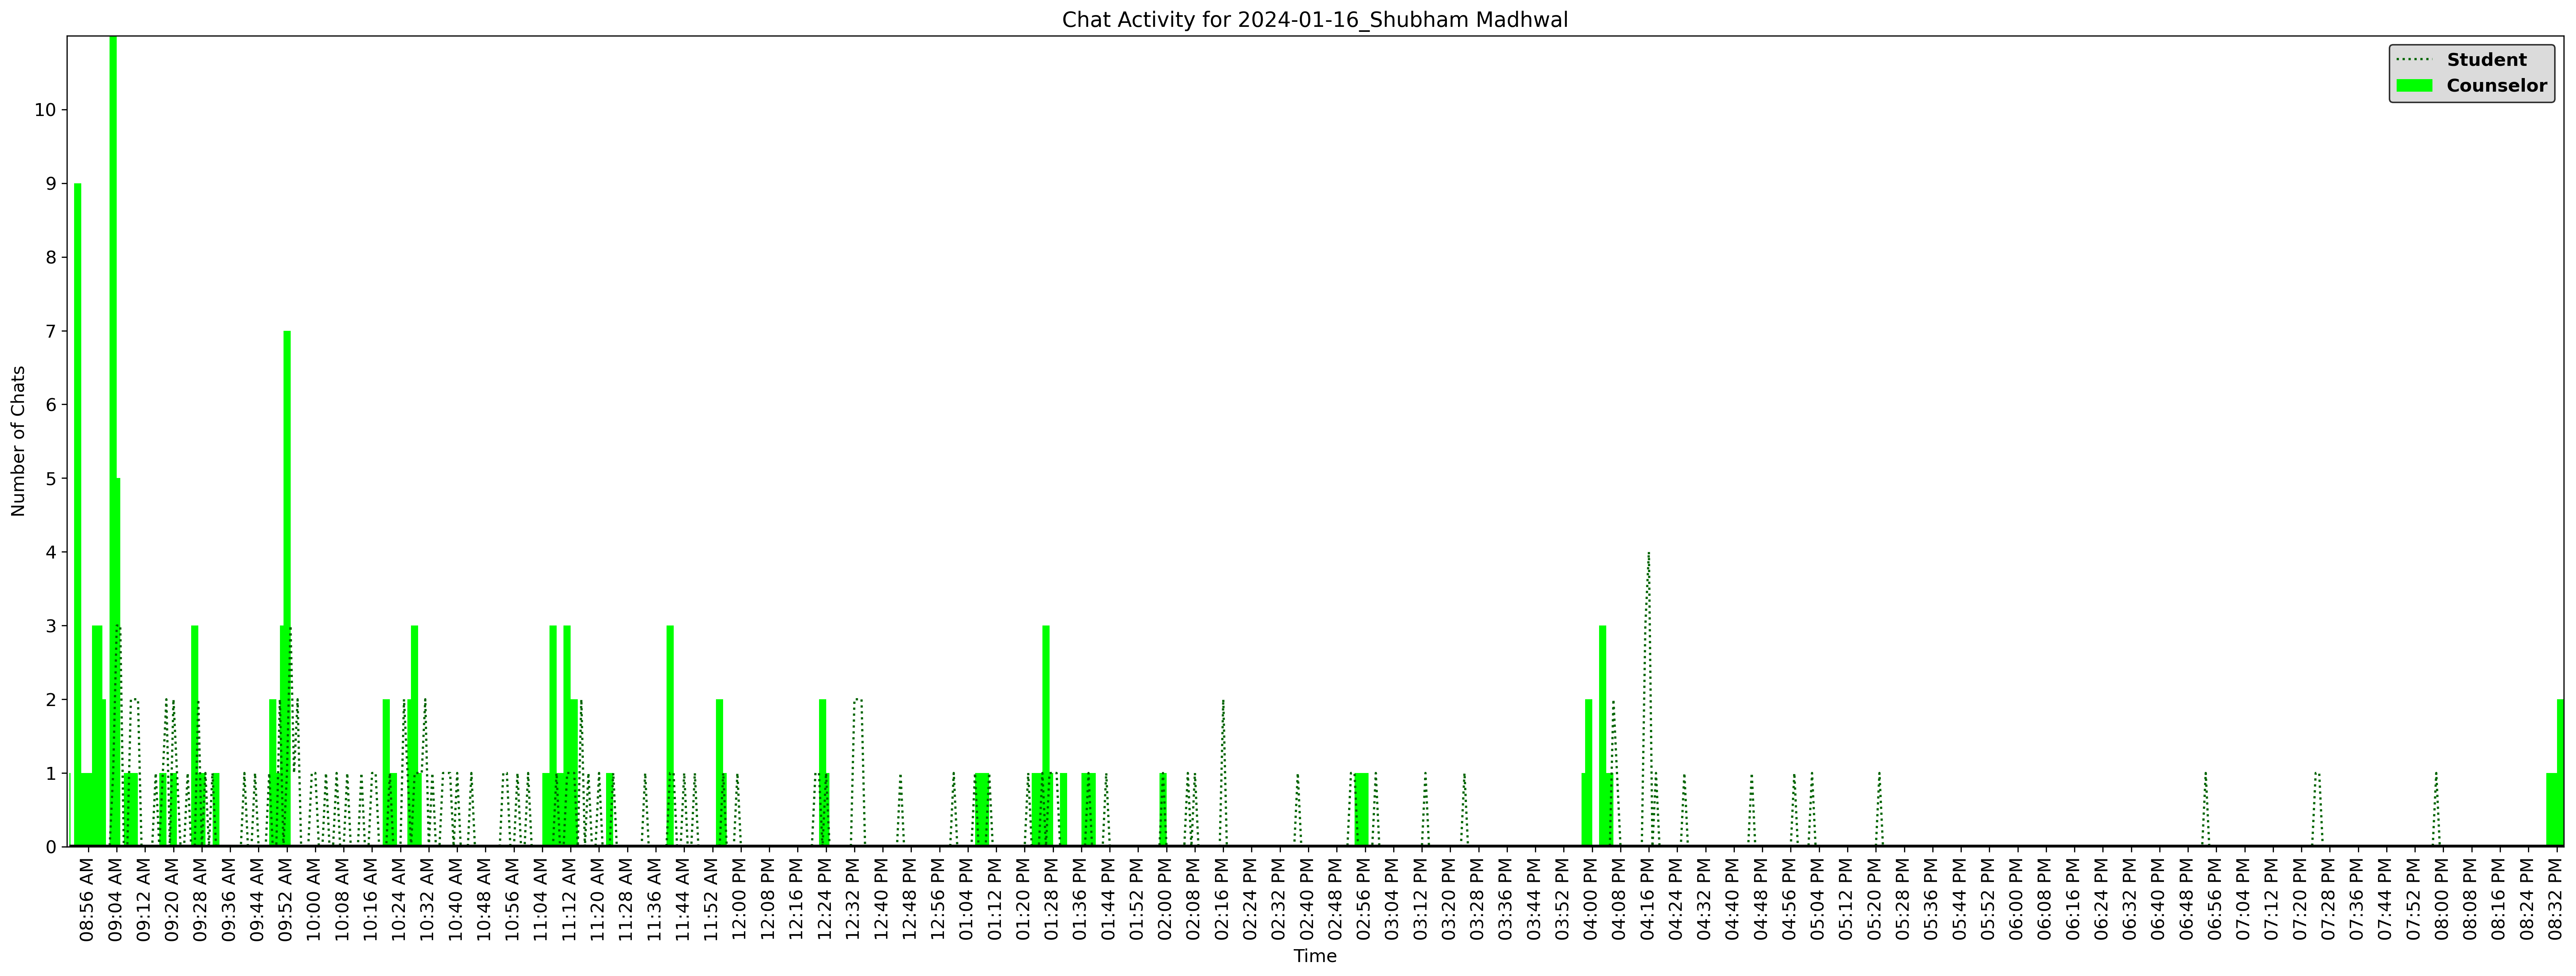 Chat Activity for 2024-01-16_Shubham Madhwal
Student
Counselor
Number of Chats
10
9
8
7
6
5
4
3
2
1
0
08:56 AM
09:04 AM
09:12 AM
09:20 AM
09:28 AM
09:36 AM
09:44 AM
09:52 AM
10:00 AM
10:08 AM
10:16 AM
10:24 AM
10:32 AM
10:40 AM
10:48 AM
10:56 AM
11:04 AM
11:12 AM
11:20 AM
11:28 AM
11:36 AM
11:44 AM
11:52 AM
12:00 PM
12:08 PM
12:16 PM
12:24 PM
12:32 PM
12:40 PM
12:48 PM
12:56 PM
01:04 PM
01:12 PM
01:20 PM
01:28 PM
01:36 PM
01:44 PM
01:52 PM
02:00 PM
02:08 PM
02:16 PM
02:24 PM
02:32 PM
02:40 PM
02:48 PM
02:56 PM
03:04 PM
03:12 PM
03:20 PM
03:28 PM
03:36 PM
03:44 PM
03:52 PM
04:00 PM
04:08 PM
04:16 PM
04:24 PM
04:32 PM
04:40 PM
04:48 PM
04:56 PM
05:04 PM
05:12 PM
05:20 PM
05:28 PM
05:36 PM
05:44 PM
05:52 PM
06:00 PM
06:08 PM
06:16 PM
06:24 PM
06:32 PM
06:40 PM
06:48 PM
06:56 PM
07:04 PM
07:12 PM
07:20 PM
07:28 PM
07:36 PM
07:44 PM
07:52 PM
08:00 PM
08:08 PM
08:16 PM
08:24 PM
08:32 PM
Time